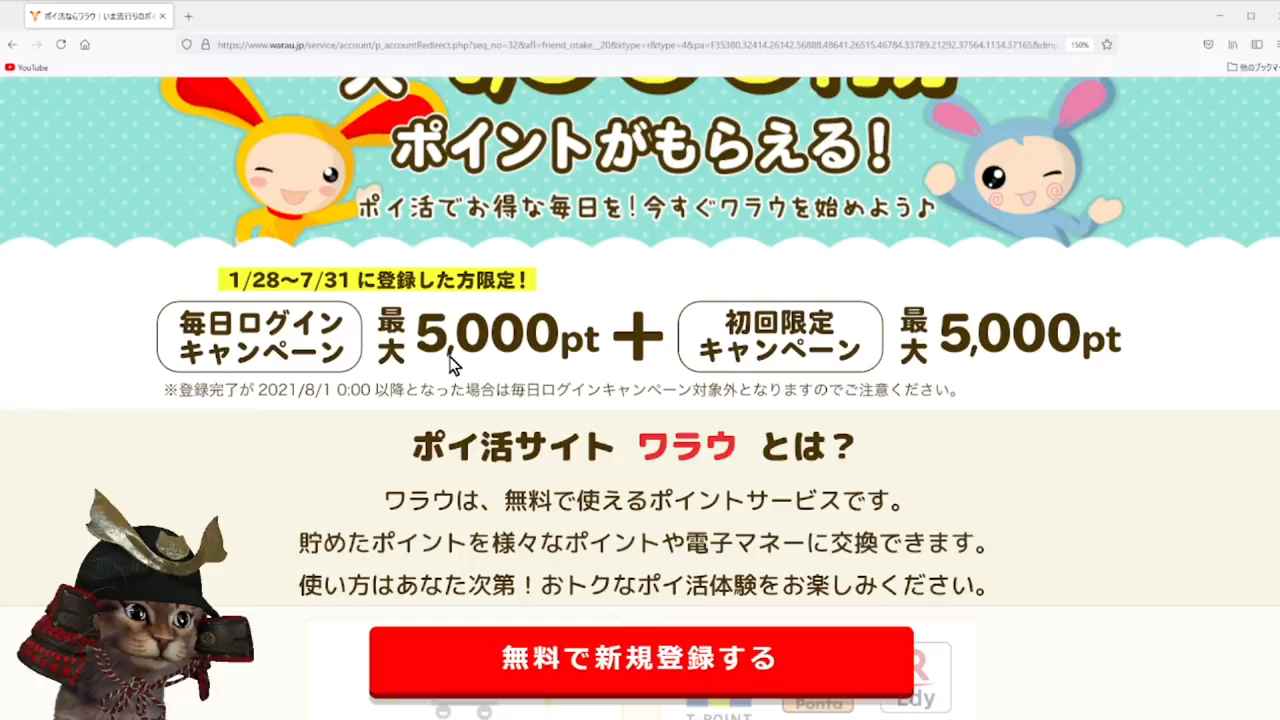 ポイ活ならワラウ｜いま流行りのポイ
https://www.warau.jp/service/account/p_accountRedirect.php?seq_no=32&afl=friend_otake__20&ktype=r&type=4&pa=F35380.32414.26142.56888.48641.26515.46784.33789.21292.37564.1134.37165&dmy
150%
YouTube
他のブックマー
ポイントがもらえる！
ポイ活でお得な毎日を！今すぐワラウを始めよう♪
1/28〜7/31 に登録した方限定！
毎日ログイン
キャンペーン
最大 5,000pt + 
初回限定
キャンペーン
最大 5,000pt
※登録完了が 2021/8/1 0:00 以降となった場合は毎日ログインキャンペーン対象外となりますのでご注意ください。
ポイ活サイト ワラウ とは？
ワラウは、無料で使えるポイントサービスです。
貯めたポイントを様々なポイントや電子マネーに交換できます。
使い方はあなた次第！おトクなポイ活体験をお楽しみください。
無料で新規登録する
Ponta
Edy
T-POINT